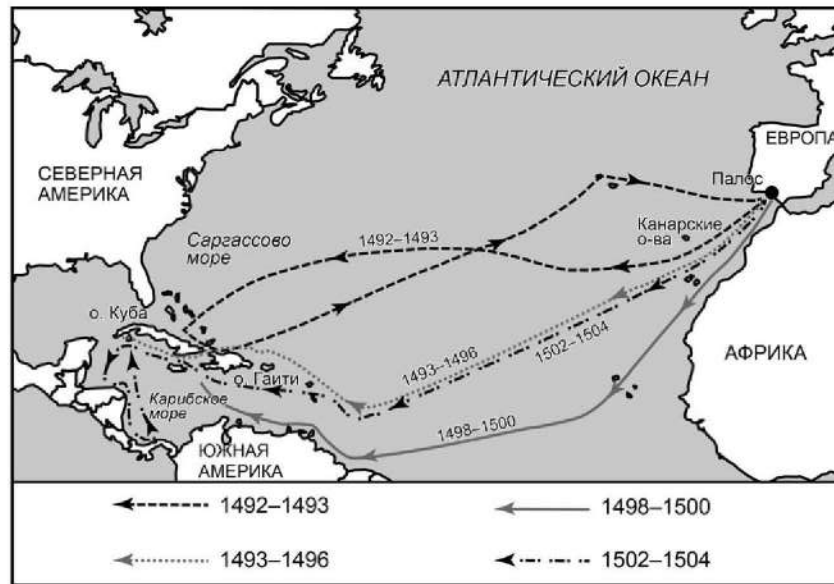 АТЛАНТИЧЕСКИЙ ОКЕАН
ЕВРОПА
СЕВЕРНАЯ
АМЕРИКА
Палос
Канарские
о-ва
Саргассово
море
1492–1493
о. Куба
1493–1496
1502–1504
АФРИКА
о. Гаити
Карибское
море
1498–1500
ЮЖНАЯ
АМЕРИКА
1492–1493
1498–1500
1493–1496
1502–1504